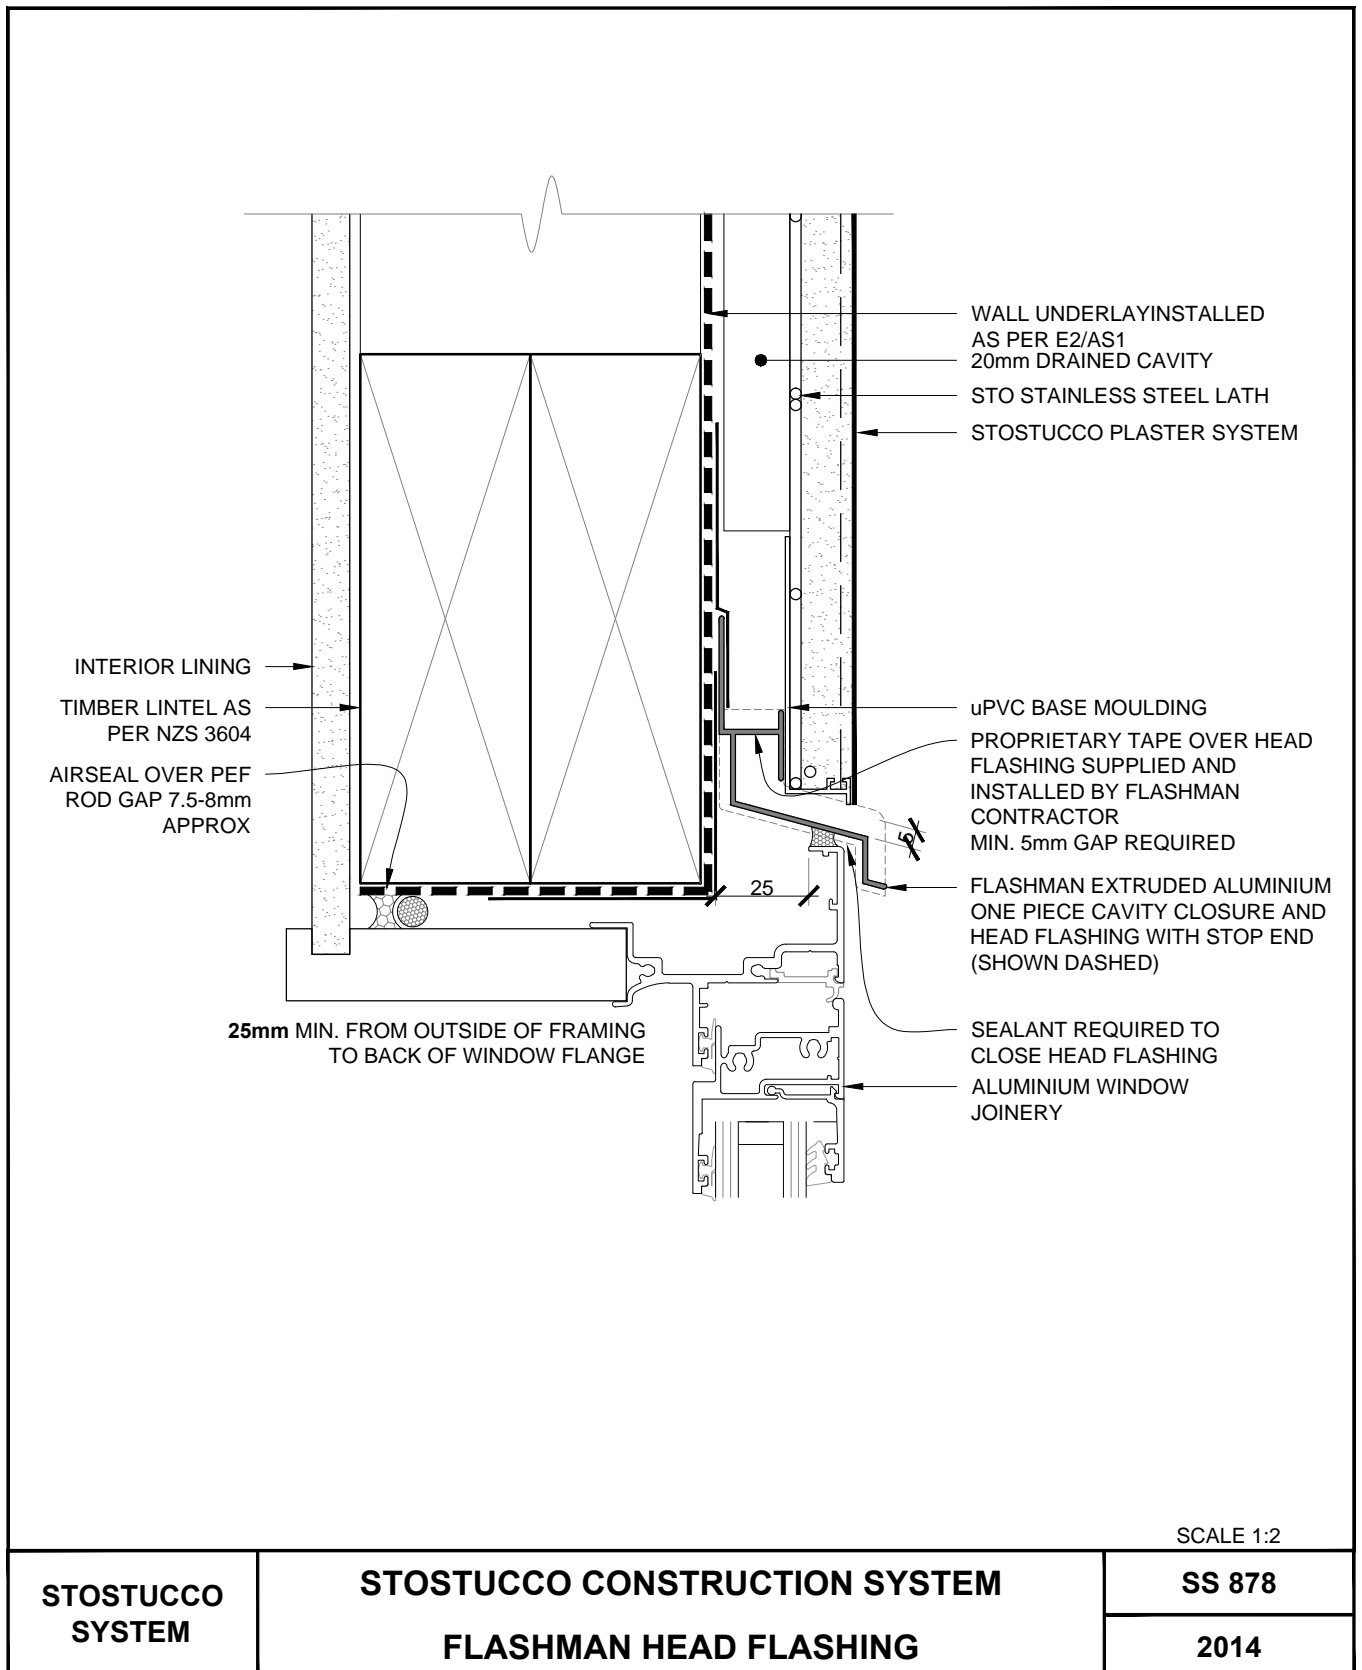 WALL UNDERLAYINSTALLED
AS PER E2/AS1
20mm DRAINED CAVITY
STO STAINLESS STEEL LATH
STOSTUCCO PLASTER SYSTEM
INTERIOR LINING
TIMBER LINTEL AS
PER NZS 3604
AIRSEAL OVER PEF
ROD GAP 7.5-8mm
APPROX
uPVC BASE MOULDING
PROPRIETARY TAPE OVER HEAD
FLASHING SUPPLIED AND
INSTALLED BY FLASHMAN
CONTRACTOR
MIN. 5mm GAP REQUIRED
5
25
FLASHMAN EXTRUDED ALUMINIUM
ONE PIECE CAVITY CLOSURE AND
HEAD FLASHING WITH STOP END
(SHOWN DASHED)
25mm MIN. FROM OUTSIDE OF FRAMING
TO BACK OF WINDOW FLANGE
SEALANT REQUIRED TO
CLOSE HEAD FLASHING
ALUMINIUM WINDOW
JOINERY
SCALE 1:2
STOSTUCCO
SYSTEM
STOSTUCCO CONSTRUCTION SYSTEM
FLASHMAN HEAD FLASHING
SS 878
2014